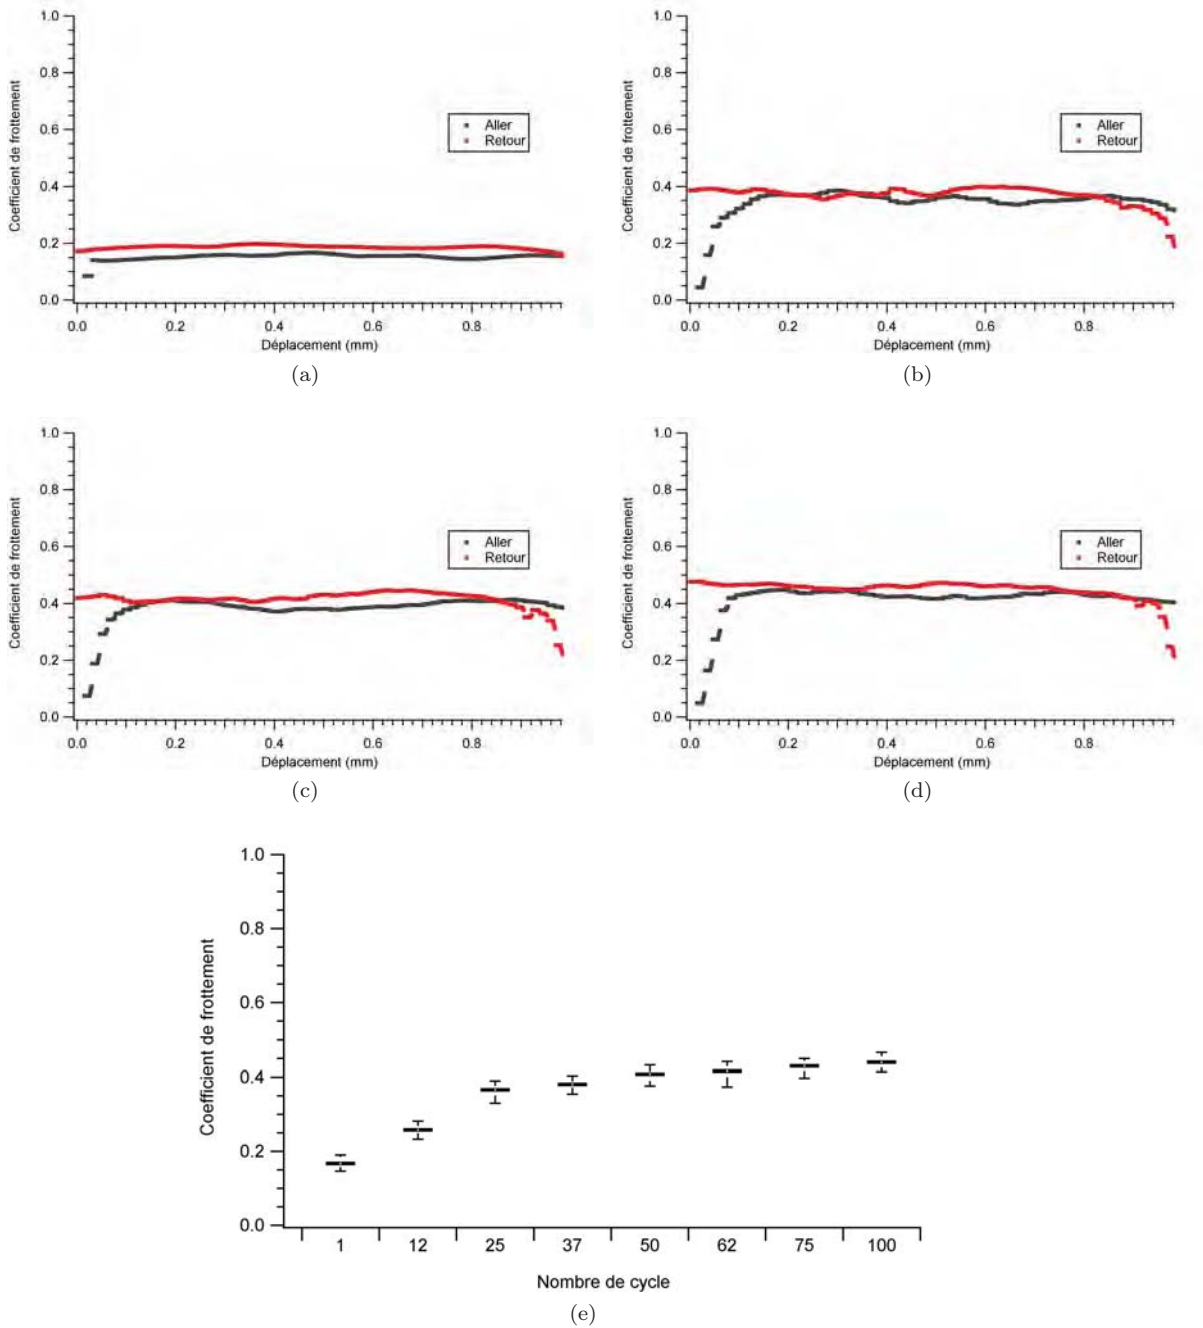 1.0
0.8
0.6
0.4
0.2
0.0
Coefficient de frottement
Aller
Retour
0.0 0.2 0.4 0.6 0.8
Déplacement (mm)
(a)
1.0
0.8
0.6
0.4
0.2
0.0
Coefficient de frottement
Aller
Retour
0.0 0.2 0.4 0.6 0.8
Déplacement (mm)
(b)
1.0
0.8
0.6
0.4
0.2
0.0
Coefficient de frottement
Aller
Retour
0.0 0.2 0.4 0.6 0.8
Déplacement (mm)
(c)
1.0
0.8
0.6
0.4
0.2
0.0
Coefficient de frottement
Aller
Retour
0.0 0.2 0.4 0.6 0.8
Déplacement (mm)
(d)
1.0
0.8
0.6
0.4
0.2
0.0
Coefficient de frottement
1 12 25 37 50 62 75 100
Nombre de cycle
(e)